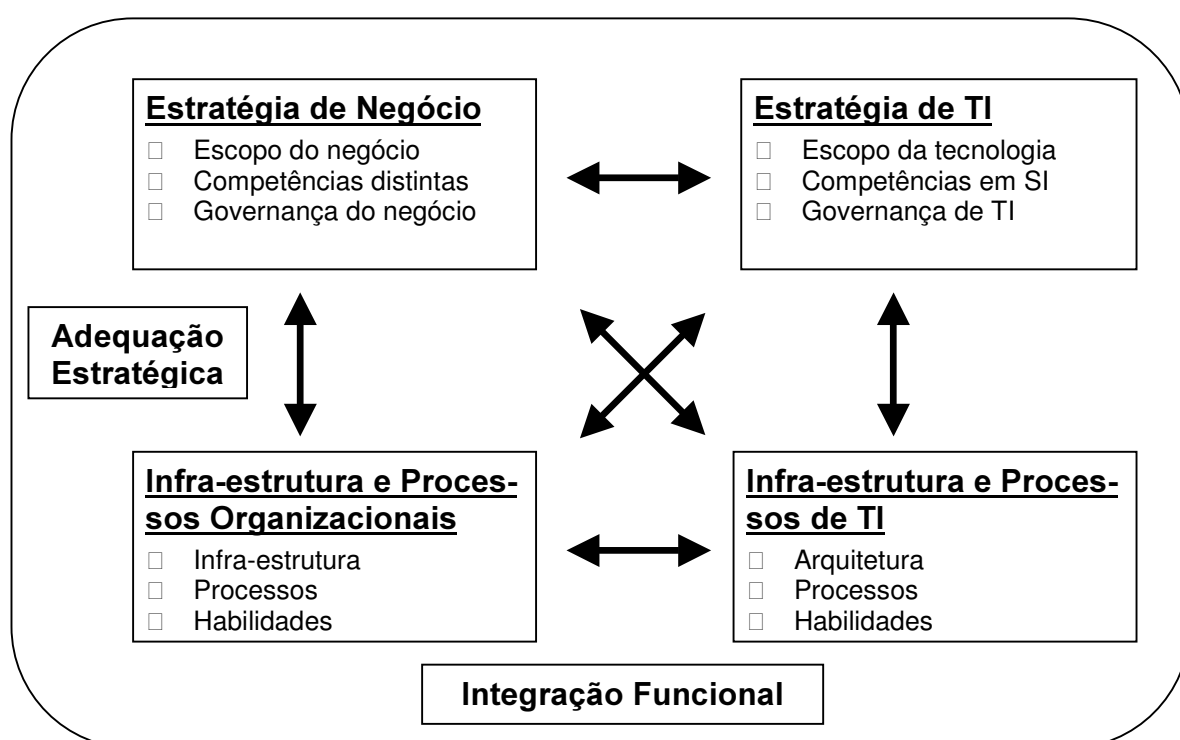 Estratégia de Negócio
Escopo do negócio
Competências distintas
Governança do negócio
Estratégia de TI
Escopo da tecnologia
Competências em SI
Governança de TI
Adequação
Estratégica
Infra-estrutura e Proces-
sos Organizacionais
Infra-estrutura
Processos
Habilidades
Infra-estrutura e Proces-
sos de TI
Arquitetura
Processos
Habilidades
Integração Funcional